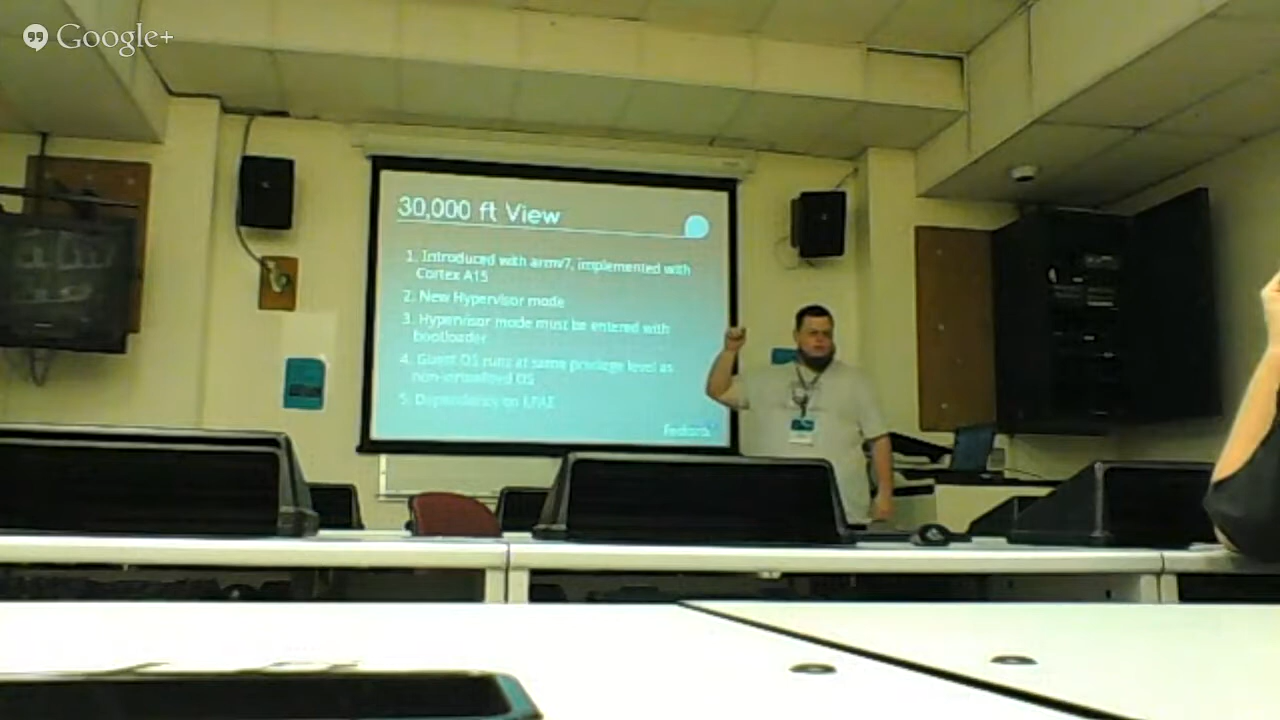 Google+
30,000 ft View
1. Introduced with armv7, implemented with
Cortex A15
2. New Hypervisor mode
3. Hypervisor mode must be entered with
bootloader
4. Guest OS runs at same privilege level as
non-virtualized OS
5. Dependency on LPAE
fedora